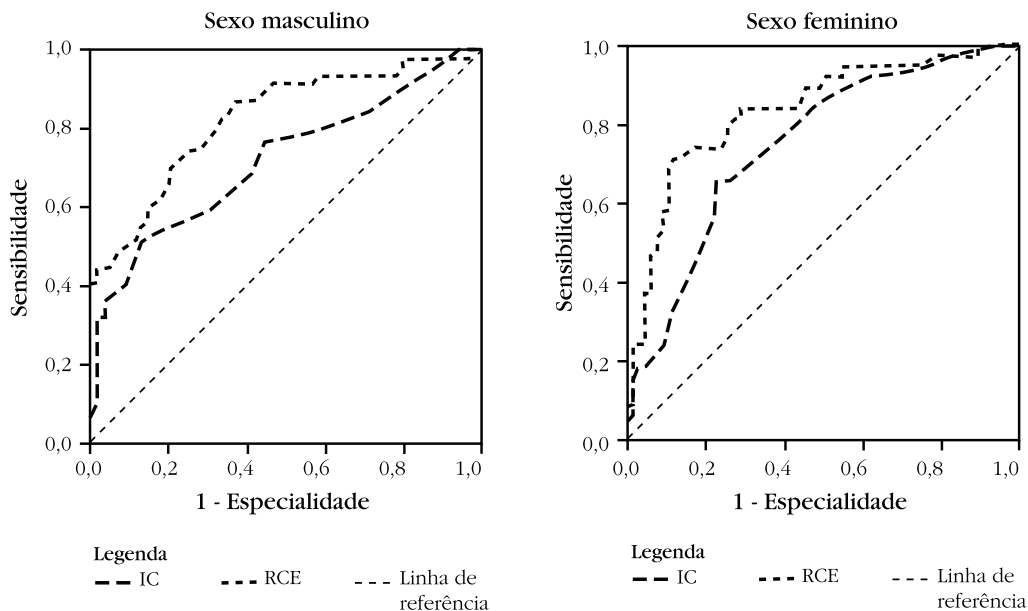 Sexo masculino
1,0
0,8
0,6
0,4
0,2
0,0
Sensibilidade
0,0 0,2 0,4 0,6 0,8 1,0
1 - Especialidade
Legenda
IC RCE Linha de
referência
Sexo feminino
1,0
0,8
0,6
0,4
0,2
0,0
Sensibilidade
0,0 0,2 0,4 0,6 0,8 1,0
1 - Especialidade
Legenda
IC RCE Linha de
referência